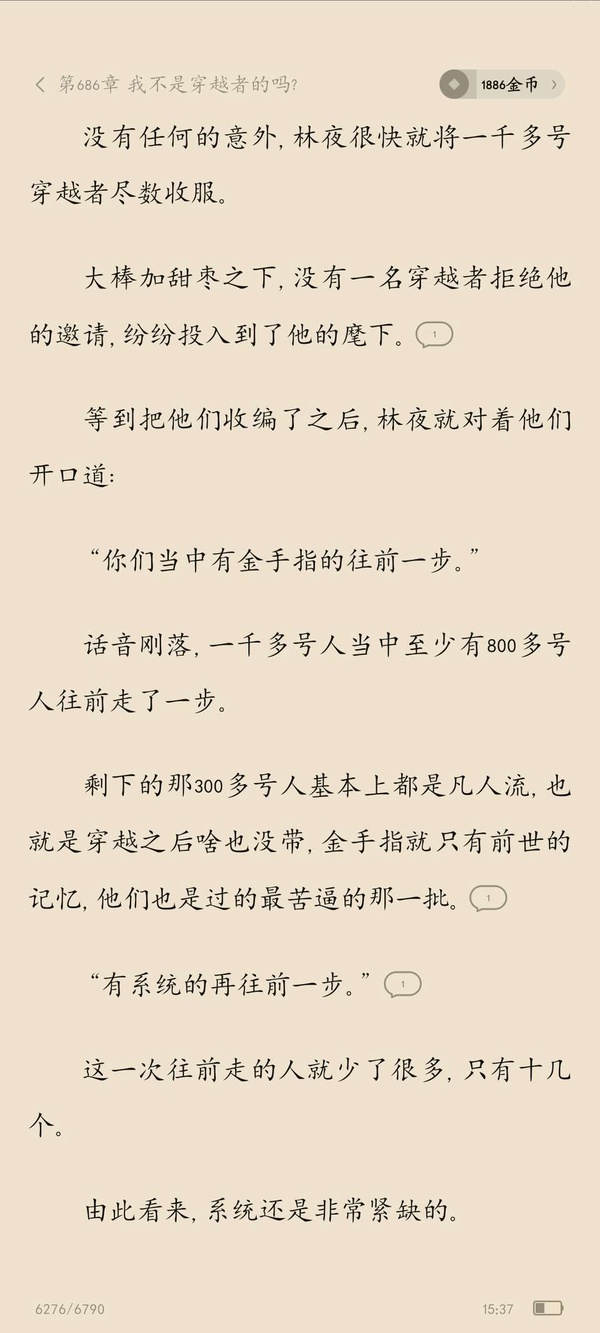 第686章 我不是穿越者的吗?
1886金币
没有任何的意外,林夜很快就将一千多号
穿越者尽数收服。
大棒加甜枣之下,没有一名穿越者拒绝他
的邀请,纷纷投入到了他的麾下。 1
等到把他们收编了之后,林夜就对着他们
开口道:
“你们当中有金手指的往前一步。”
话音刚落,一千多号人当中至少有800多号
人往前走了一步。
剩下的那300多号人基本上都是凡人流,也
就是穿越之后啥也没带,金手指就只有前世的
记忆,他们也是过的最苦逼的那一批。 1
“有系统的再往前一步。” 1
这一次往前走的人就少了很多,只有十几
个。
由此看来,系统还是非常紧缺的。
6276/6790
15:37